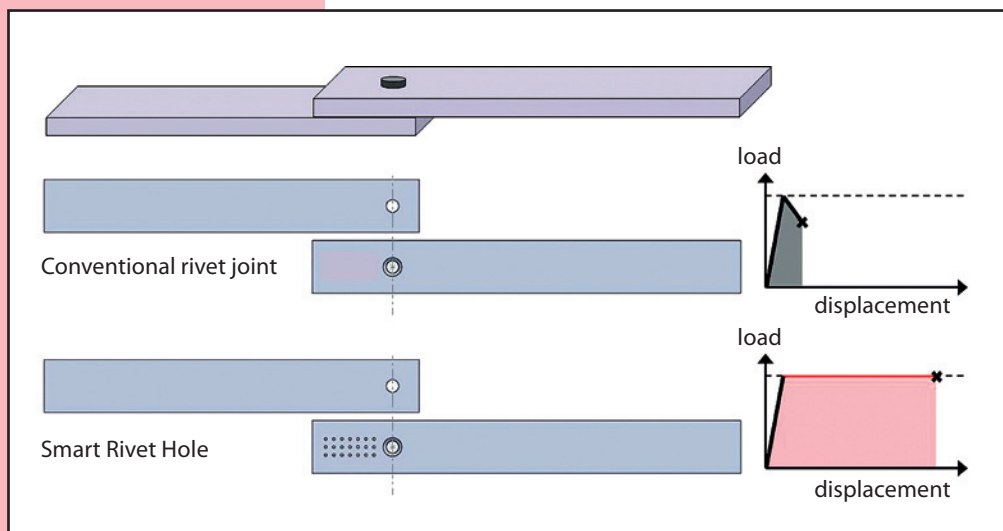 load
Conventional rivet joint
displacement
load
Smart Rivet Hole
displacement